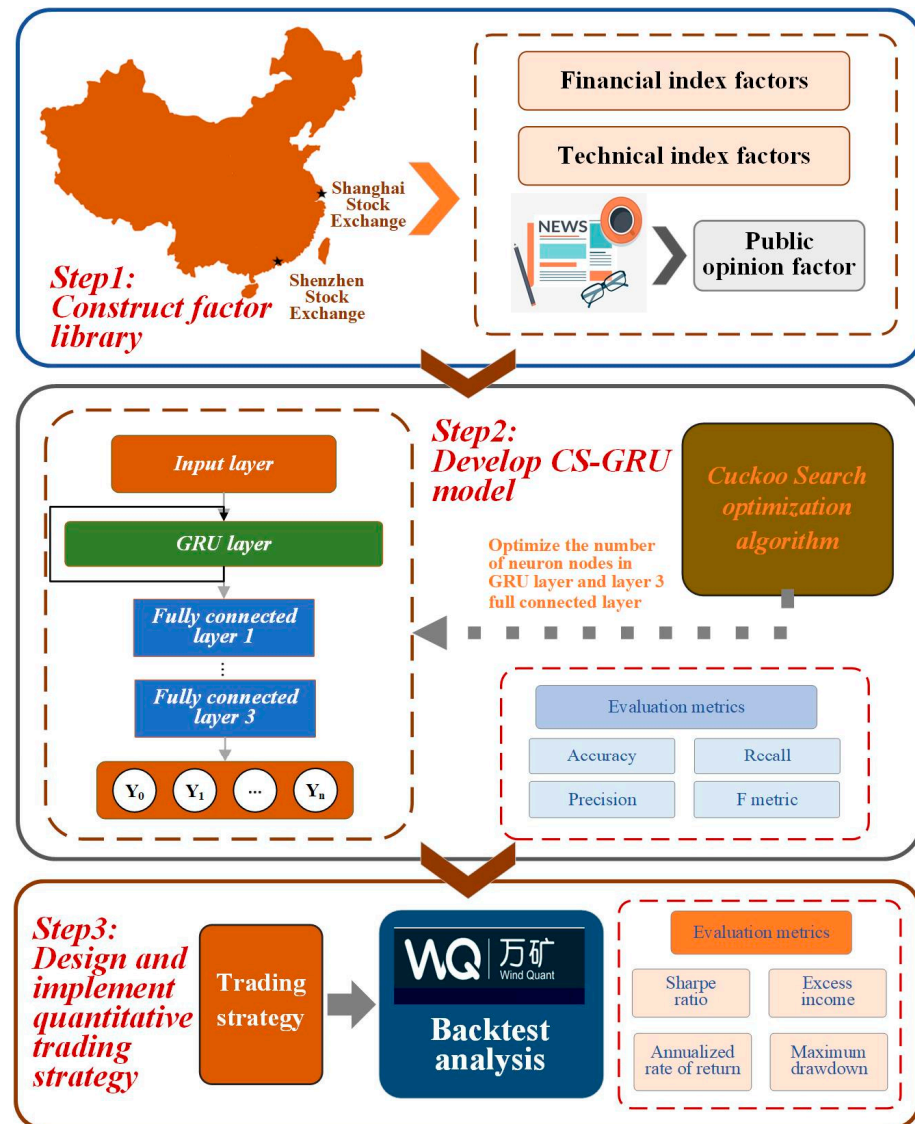 Financial index factors
Technical index factors
Shanghai
Stock
Exchange
NEWS
Public
opinion factor
Step1:
Construct factor
library
Shenzhen
Stock
Exchange
Step2:
Develop CS-GRU
model
Input layer
GRU layer
Fully connected
layer 1
⋮
Fully connected
layer 3
Y0 Y1 ... Yn
Cuckoo Search
optimization
algorithm
Optimize the number
of neuron nodes in
GRU layer and layer 3
full connected layer
Evaluation metrics
Accuracy Recall
Precision F metric
Step3:
Design and
implement
quantitative
trading
strategy
Trading
strategy
WQ 万矿
Wind Quant
Backtest
analysis
Evaluation metrics
Sharpe
ratio
Excess
income
Annualized
rate of return
Maximum
drawdown